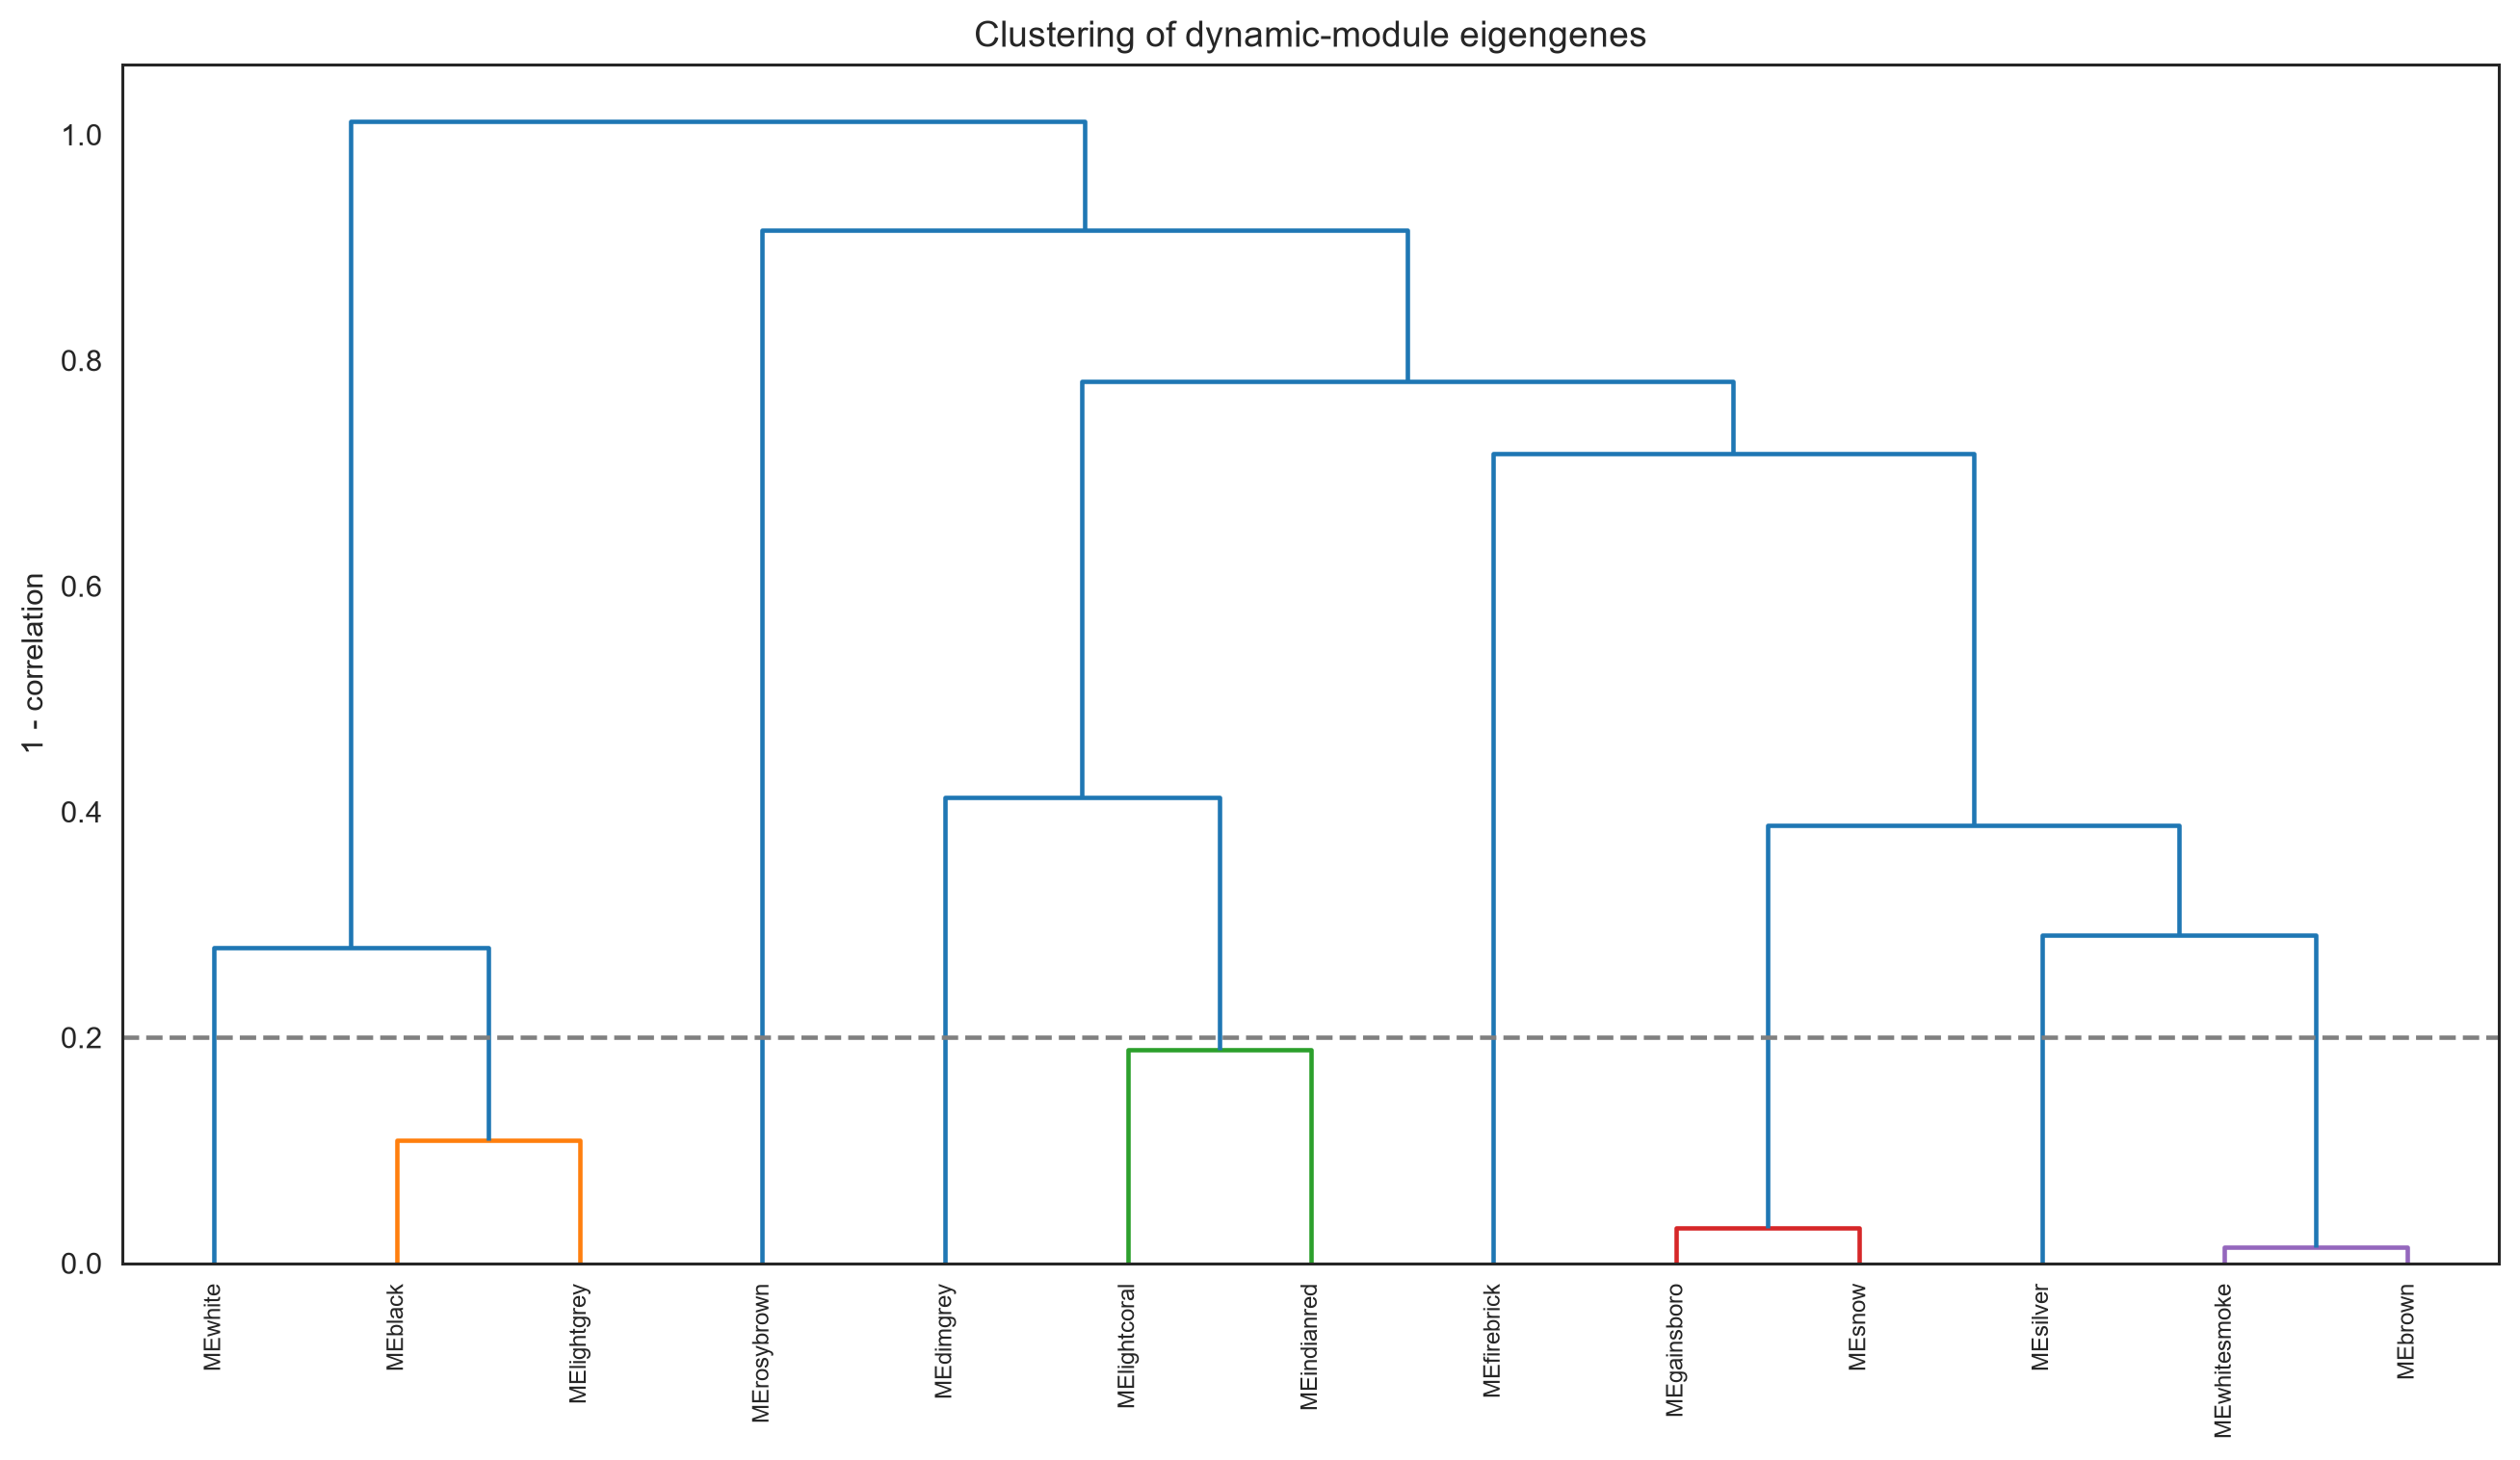 Clustering of dynamic-module eigengenes
1 - correlation
1.0
0.8
0.6
0.4
0.2
0.0
MEwhite
MEblack
MElightgrey
MErosybrown
MEdimgrey
MElightcoral
MEindianred
MEfirebrick
MEgainsboro
MEsnow
MEsilver
MEwhitesmoke
MEbrown